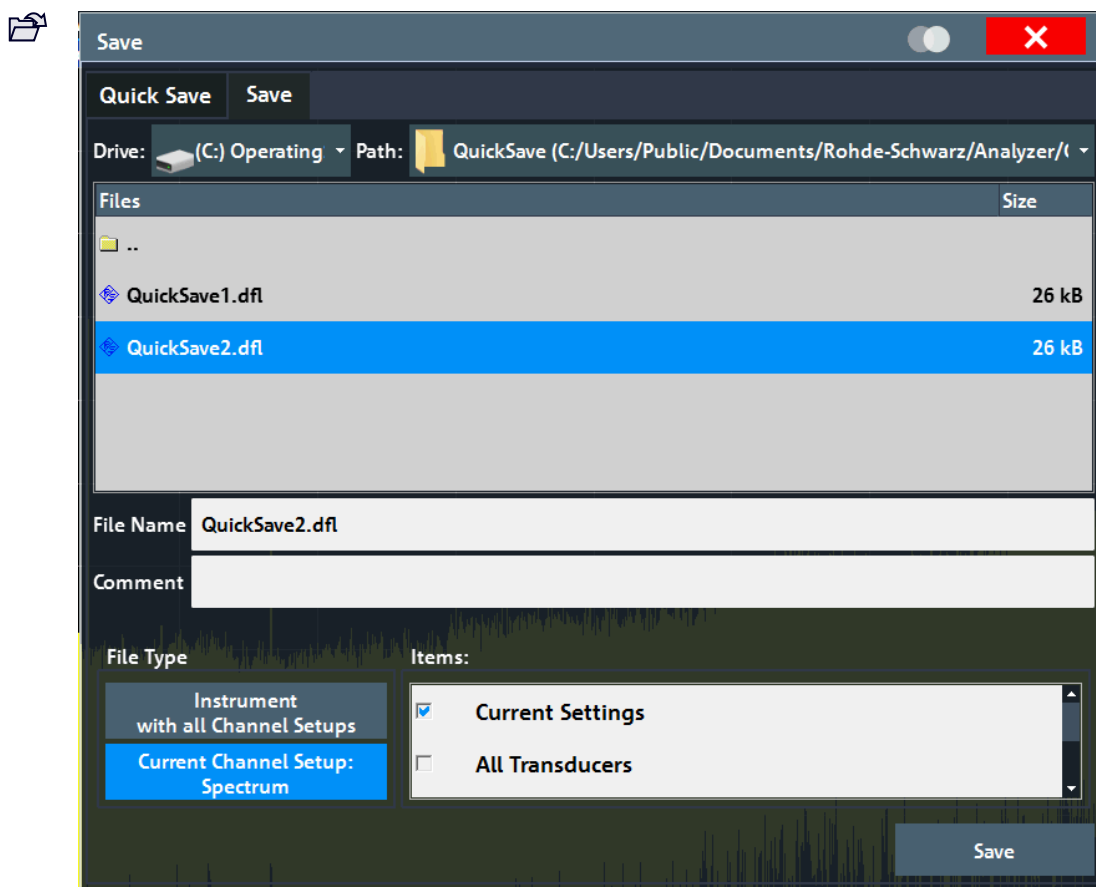 Save
Quick Save Save
Drive: (C:) Operating Path: QuickSave (C:/Users/Public/Documents/Rohde-Schwarz/Analyzer/
Files Size
..
QuickSave1.dfl 26 kB
QuickSave2.dfl 26 kB
File Name QuickSave2.dfl
Comment
File Type Items:
Instrument
with all Channel Setups
Current Channel Setup:
Spectrum
Current Settings
All Transducers
Save